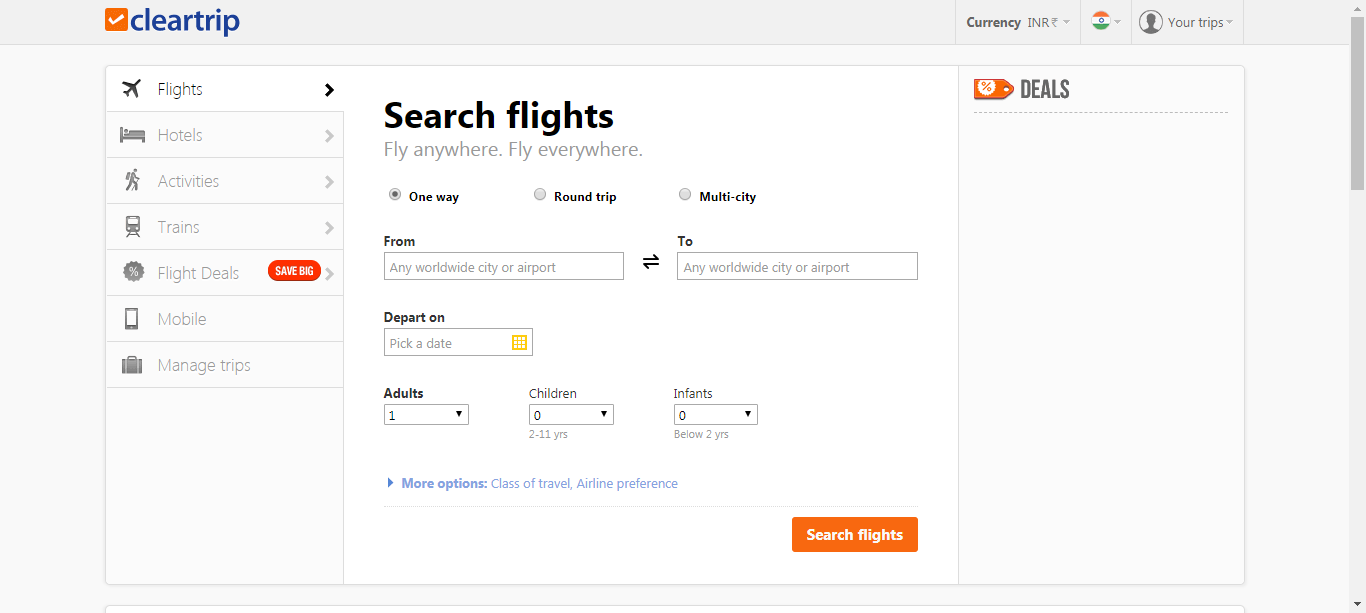 cleartrip
Currency INR ₹
Your trips
Flights
Hotels
Activities
Trains
% Flight Deals SAVE BIG
Mobile
Manage trips
Search flights
Fly anywhere. Fly everywhere.
One way Round trip Multi-city
From To
Any worldwide city or airport Any worldwide city or airport
Depart on
Pick a date
Adults Children Infants
1 0 0
2-11 yrs Below 2 yrs
More options: Class of travel, Airline preference
Search flights
% DEALS